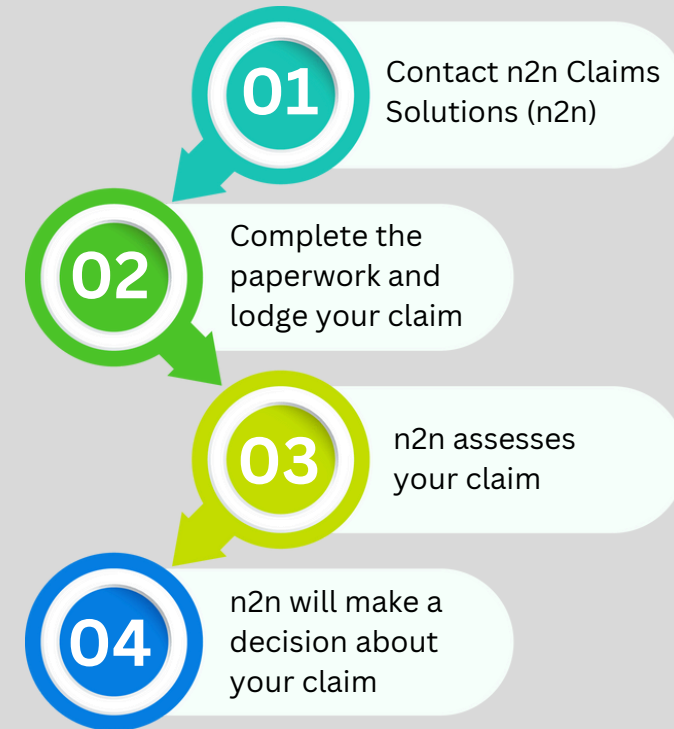 01
Contact n2n Claims
Solutions (n2n)
02
Complete the
paperwork and
lodge your claim
03
n2n assesses
your claim
04
n2n will make a
decision about
your claim